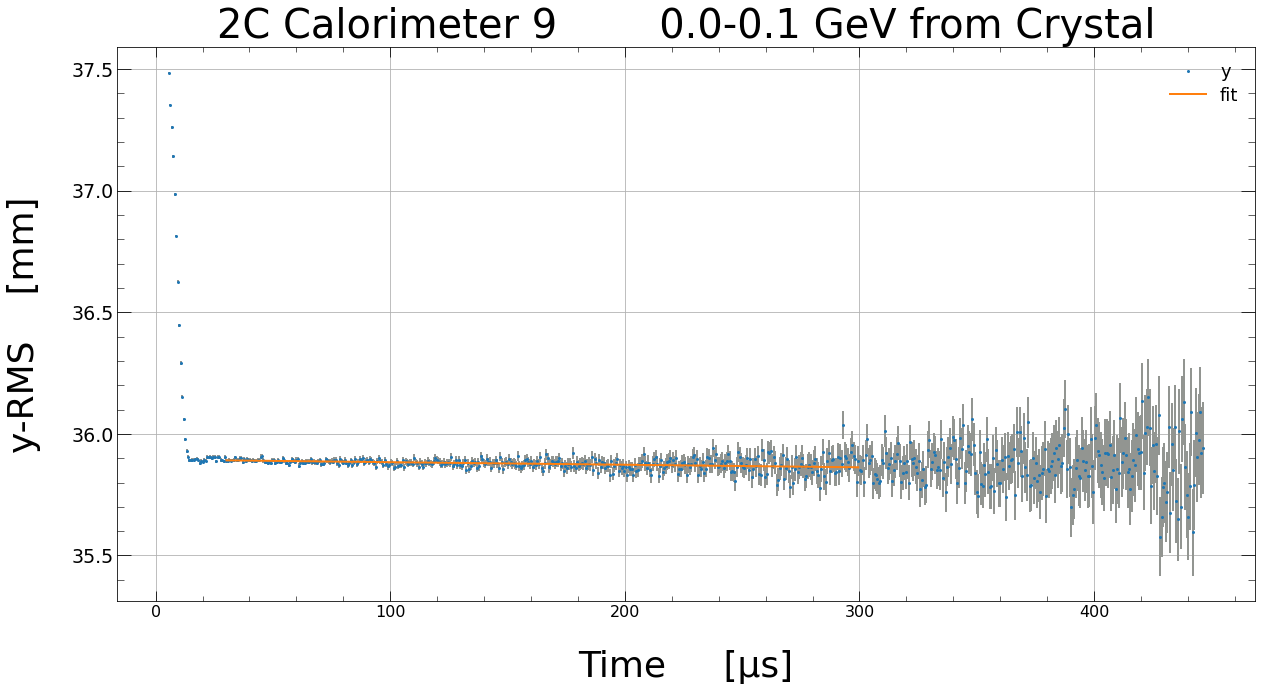 2C Calorimeter 9 0.0-0.1 GeV from Crystal
y
fit
y-RMS [mm]
37.5
37.0
36.5
36.0
35.5
0 100 200 300 400
Time [μs]